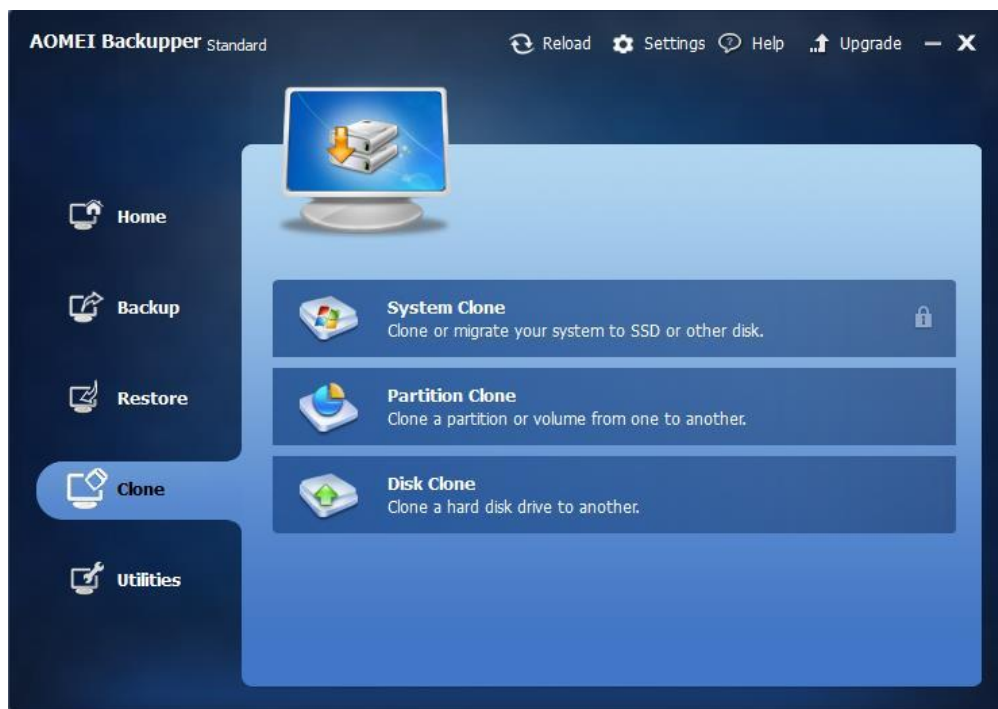 AOMEI Backupper Standard
Reload Settings Help Upgrade
Home
Backup
Restore
Clone
Utilities
System Clone
Clone or migrate your system to SSD or other disk.
Partition Clone
Clone a partition or volume from one to another.
Disk Clone
Clone a hard disk drive to another.